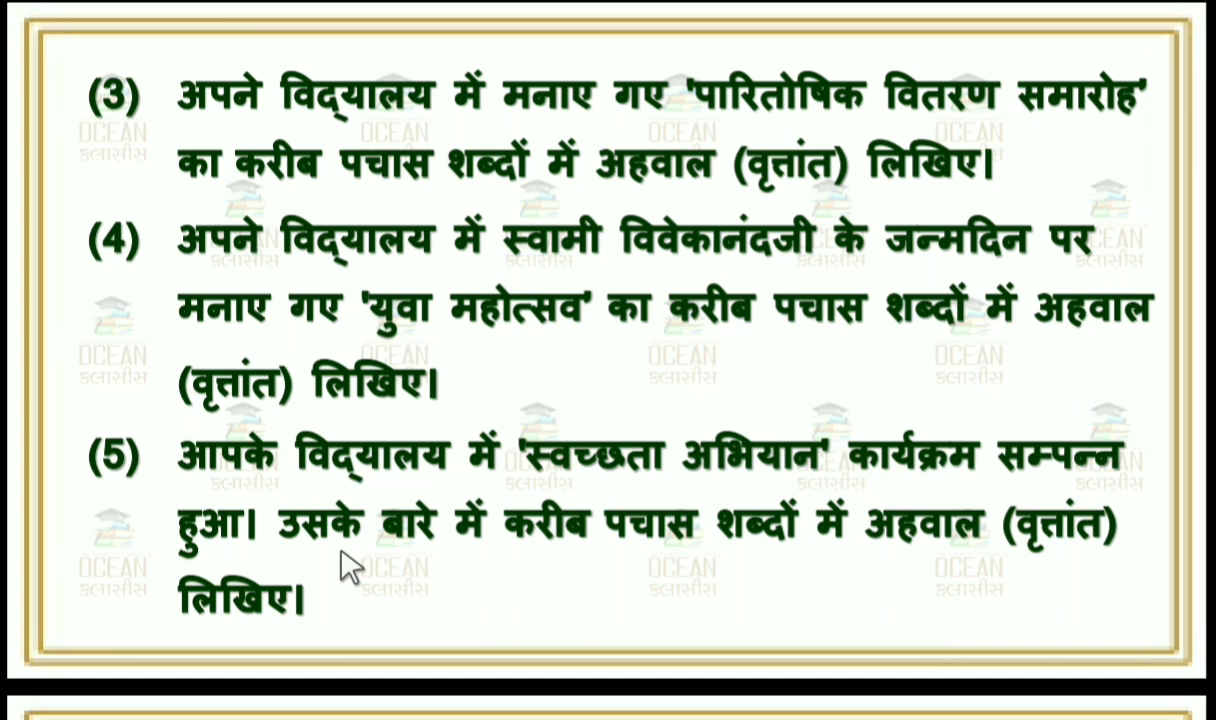 (3) अपने विद्यालय में मनाए गए 'पारितोषिक वितरण समारोह'
का करीब पचास शब्दों में अहवाल (वृत्तांत) लिखिए।
(4) अपने विद्यालय में स्वामी विवेकानंदजी के जन्मदिन पर
मनाए गए 'युवा महोत्सव' का करीब पचास शब्दों में अहवाल
(वृत्तांत) लिखिए।
(5) आपके विद्यालय में 'स्वच्छता अभियान' कार्यक्रम सम्पन्न
हुआ। उसके बारे में करीब पचास शब्दों में अहवाल (वृत्तांत)
लिखिए।